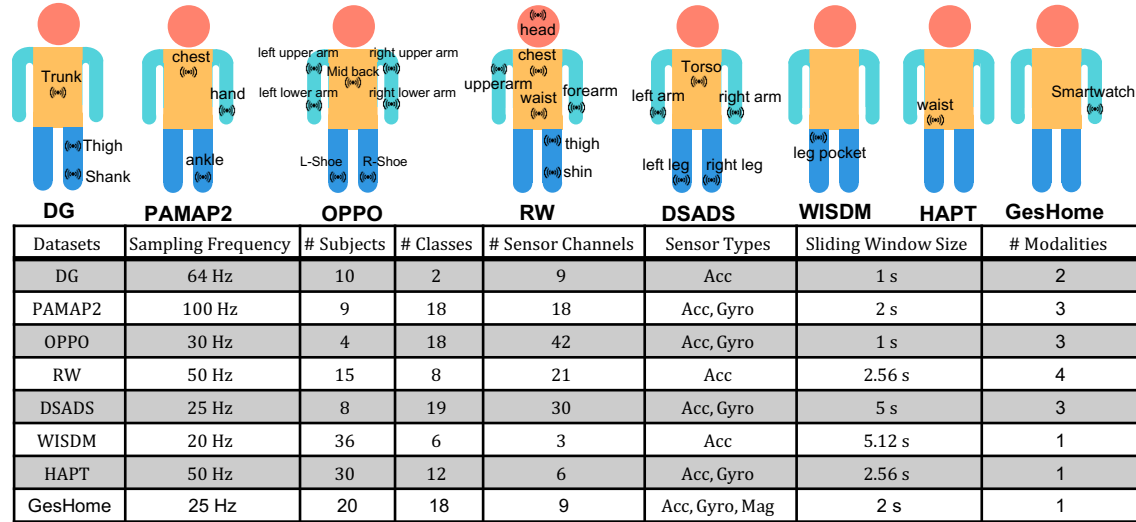 head
left upper arm right upper arm chest
chest
Trunk Mid back Torso
hand left lower arm right lower arm upperarm waist forearm left arm right arm waist Smartwatch
Thigh ankle L-Shoe R-Shoe thigh left leg right leg leg pocket
Shank shin
DG PAMAP2 OPPO RW DSADS WISDM HAPT GesHome
Datasets Sampling Frequency # Subjects # Classes # Sensor Channels Sensor Types Sliding Window Size # Modalities
DG 64 Hz 10 2 9 Acc 1 s 2
PAMAP2 100 Hz 9 18 18 Acc, Gyro 2 s 3
OPPO 30 Hz 4 18 42 Acc, Gyro 1 s 3
RW 50 Hz 15 8 21 Acc 2.56 s 4
DSADS 25 Hz 8 19 30 Acc, Gyro 5 s 3
WISDM 20 Hz 36 6 3 Acc 5.12 s 1
HAPT 50 Hz 30 12 6 Acc, Gyro 2.56 s 1
GesHome 25 Hz 20 18 9 Acc, Gyro, Mag 2 s 1